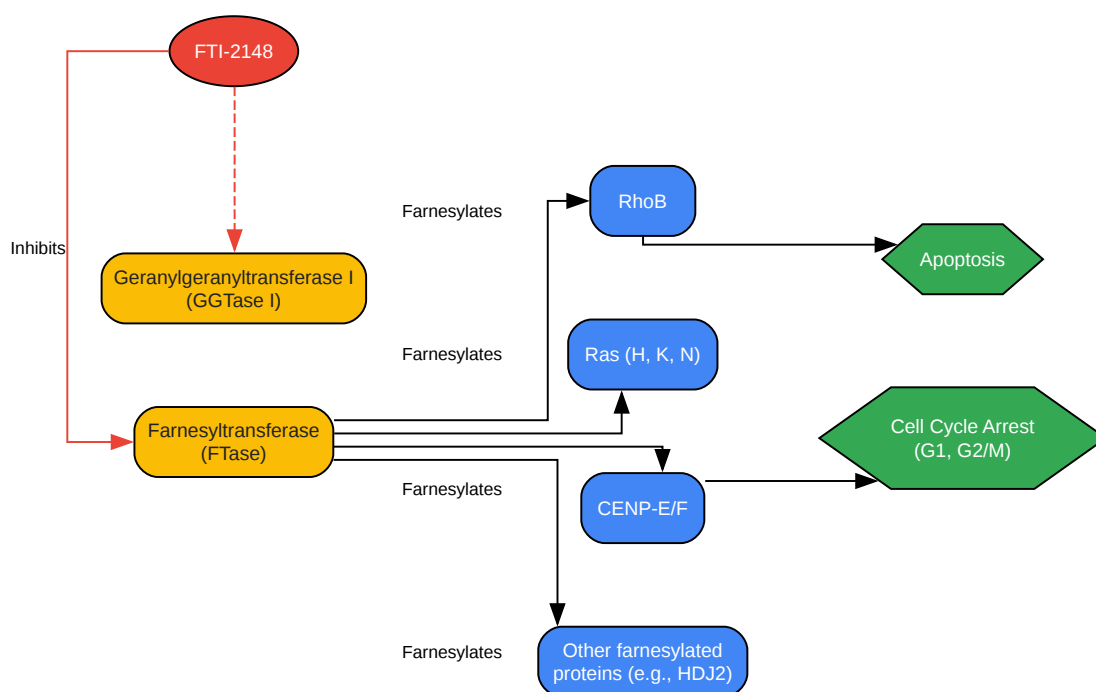 FTI-2148
Inhibits
Geranylgeranyltransferase I
(GGTase I)
Farnesyltransferase
(FTase)
Farnesylates
RhoB
Apoptosis
Farnesylates
Ras (H, K, N)
Cell Cycle Arrest
(G1, G2/M)
Farnesylates
CENP-E/F
Farnesylates
Other farnesylated
proteins (e.g., HDJ2)